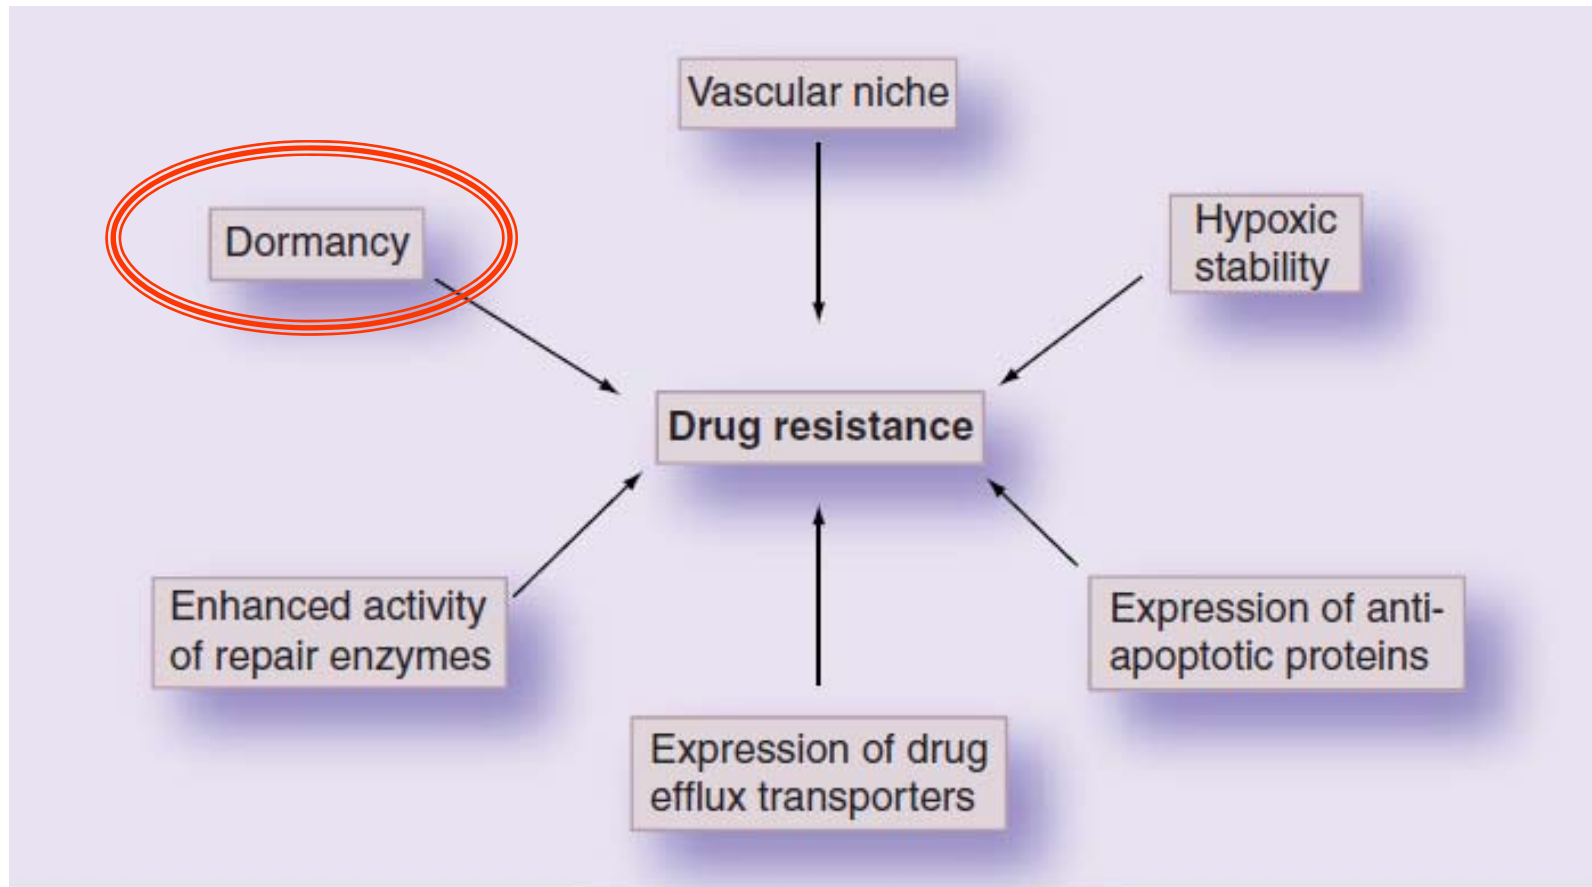 Vascular niche
Dormancy
Hypoxic
stability
Drug resistance
Enhanced activity
of repair enzymes
Expression of anti-
apoptotic proteins
Expression of drug
efflux transporters